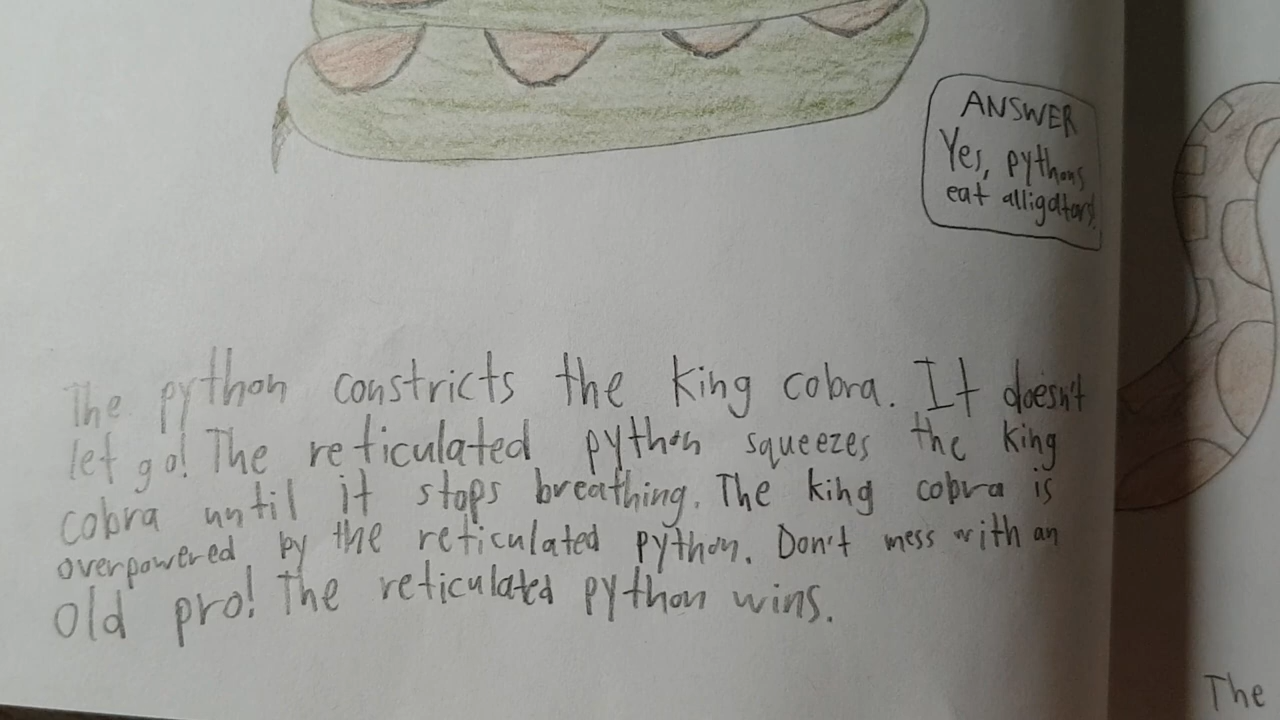 ANSWER
Yes, pythons
eat alligators!
The python constricts the king cobra. It doesn't
let go! The reticulated python squeezes the king
cobra until it stops breathing. The king cobra is
overpowered by the reticulated python. Don't mess with an
old pro! The reticulated python wins.
The